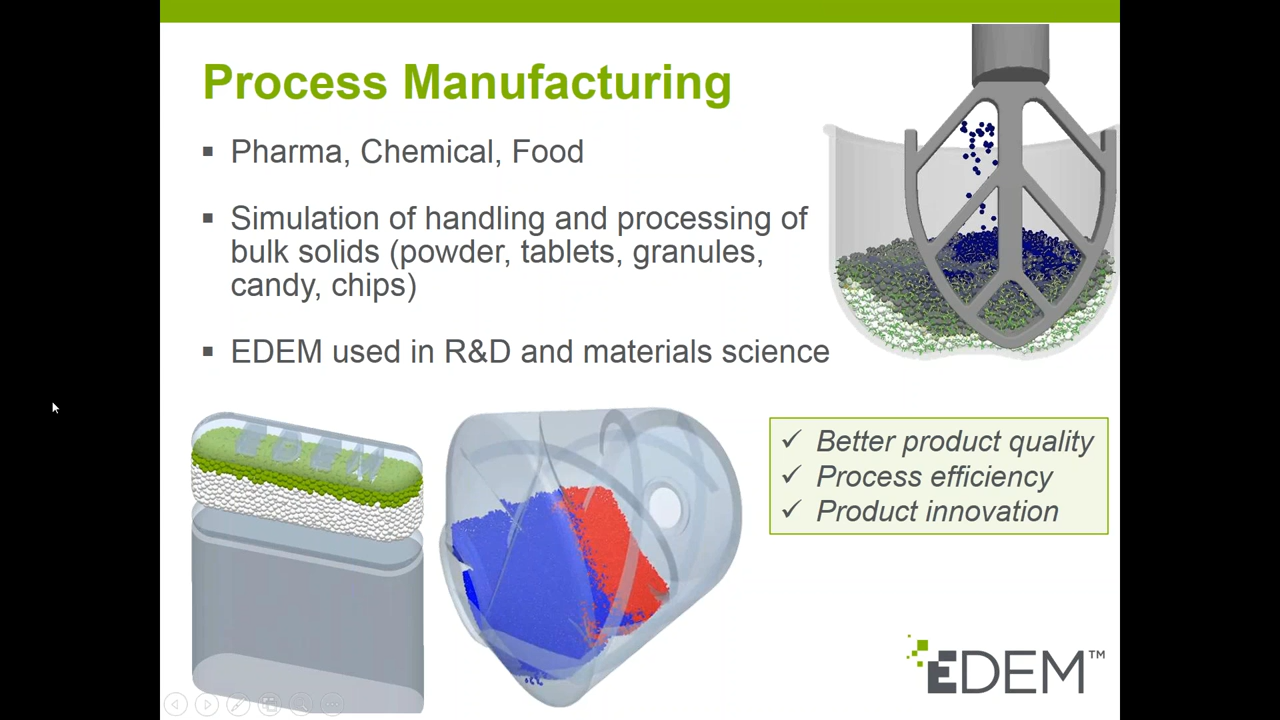 Process Manufacturing
▪ Pharma, Chemical, Food
▪ Simulation of handling and processing of
bulk solids (powder, tablets, granules,
candy, chips)
▪ EDEM used in R&D and materials science
✓ Better product quality
✓ Process efficiency
✓ Product innovation
EDEM™